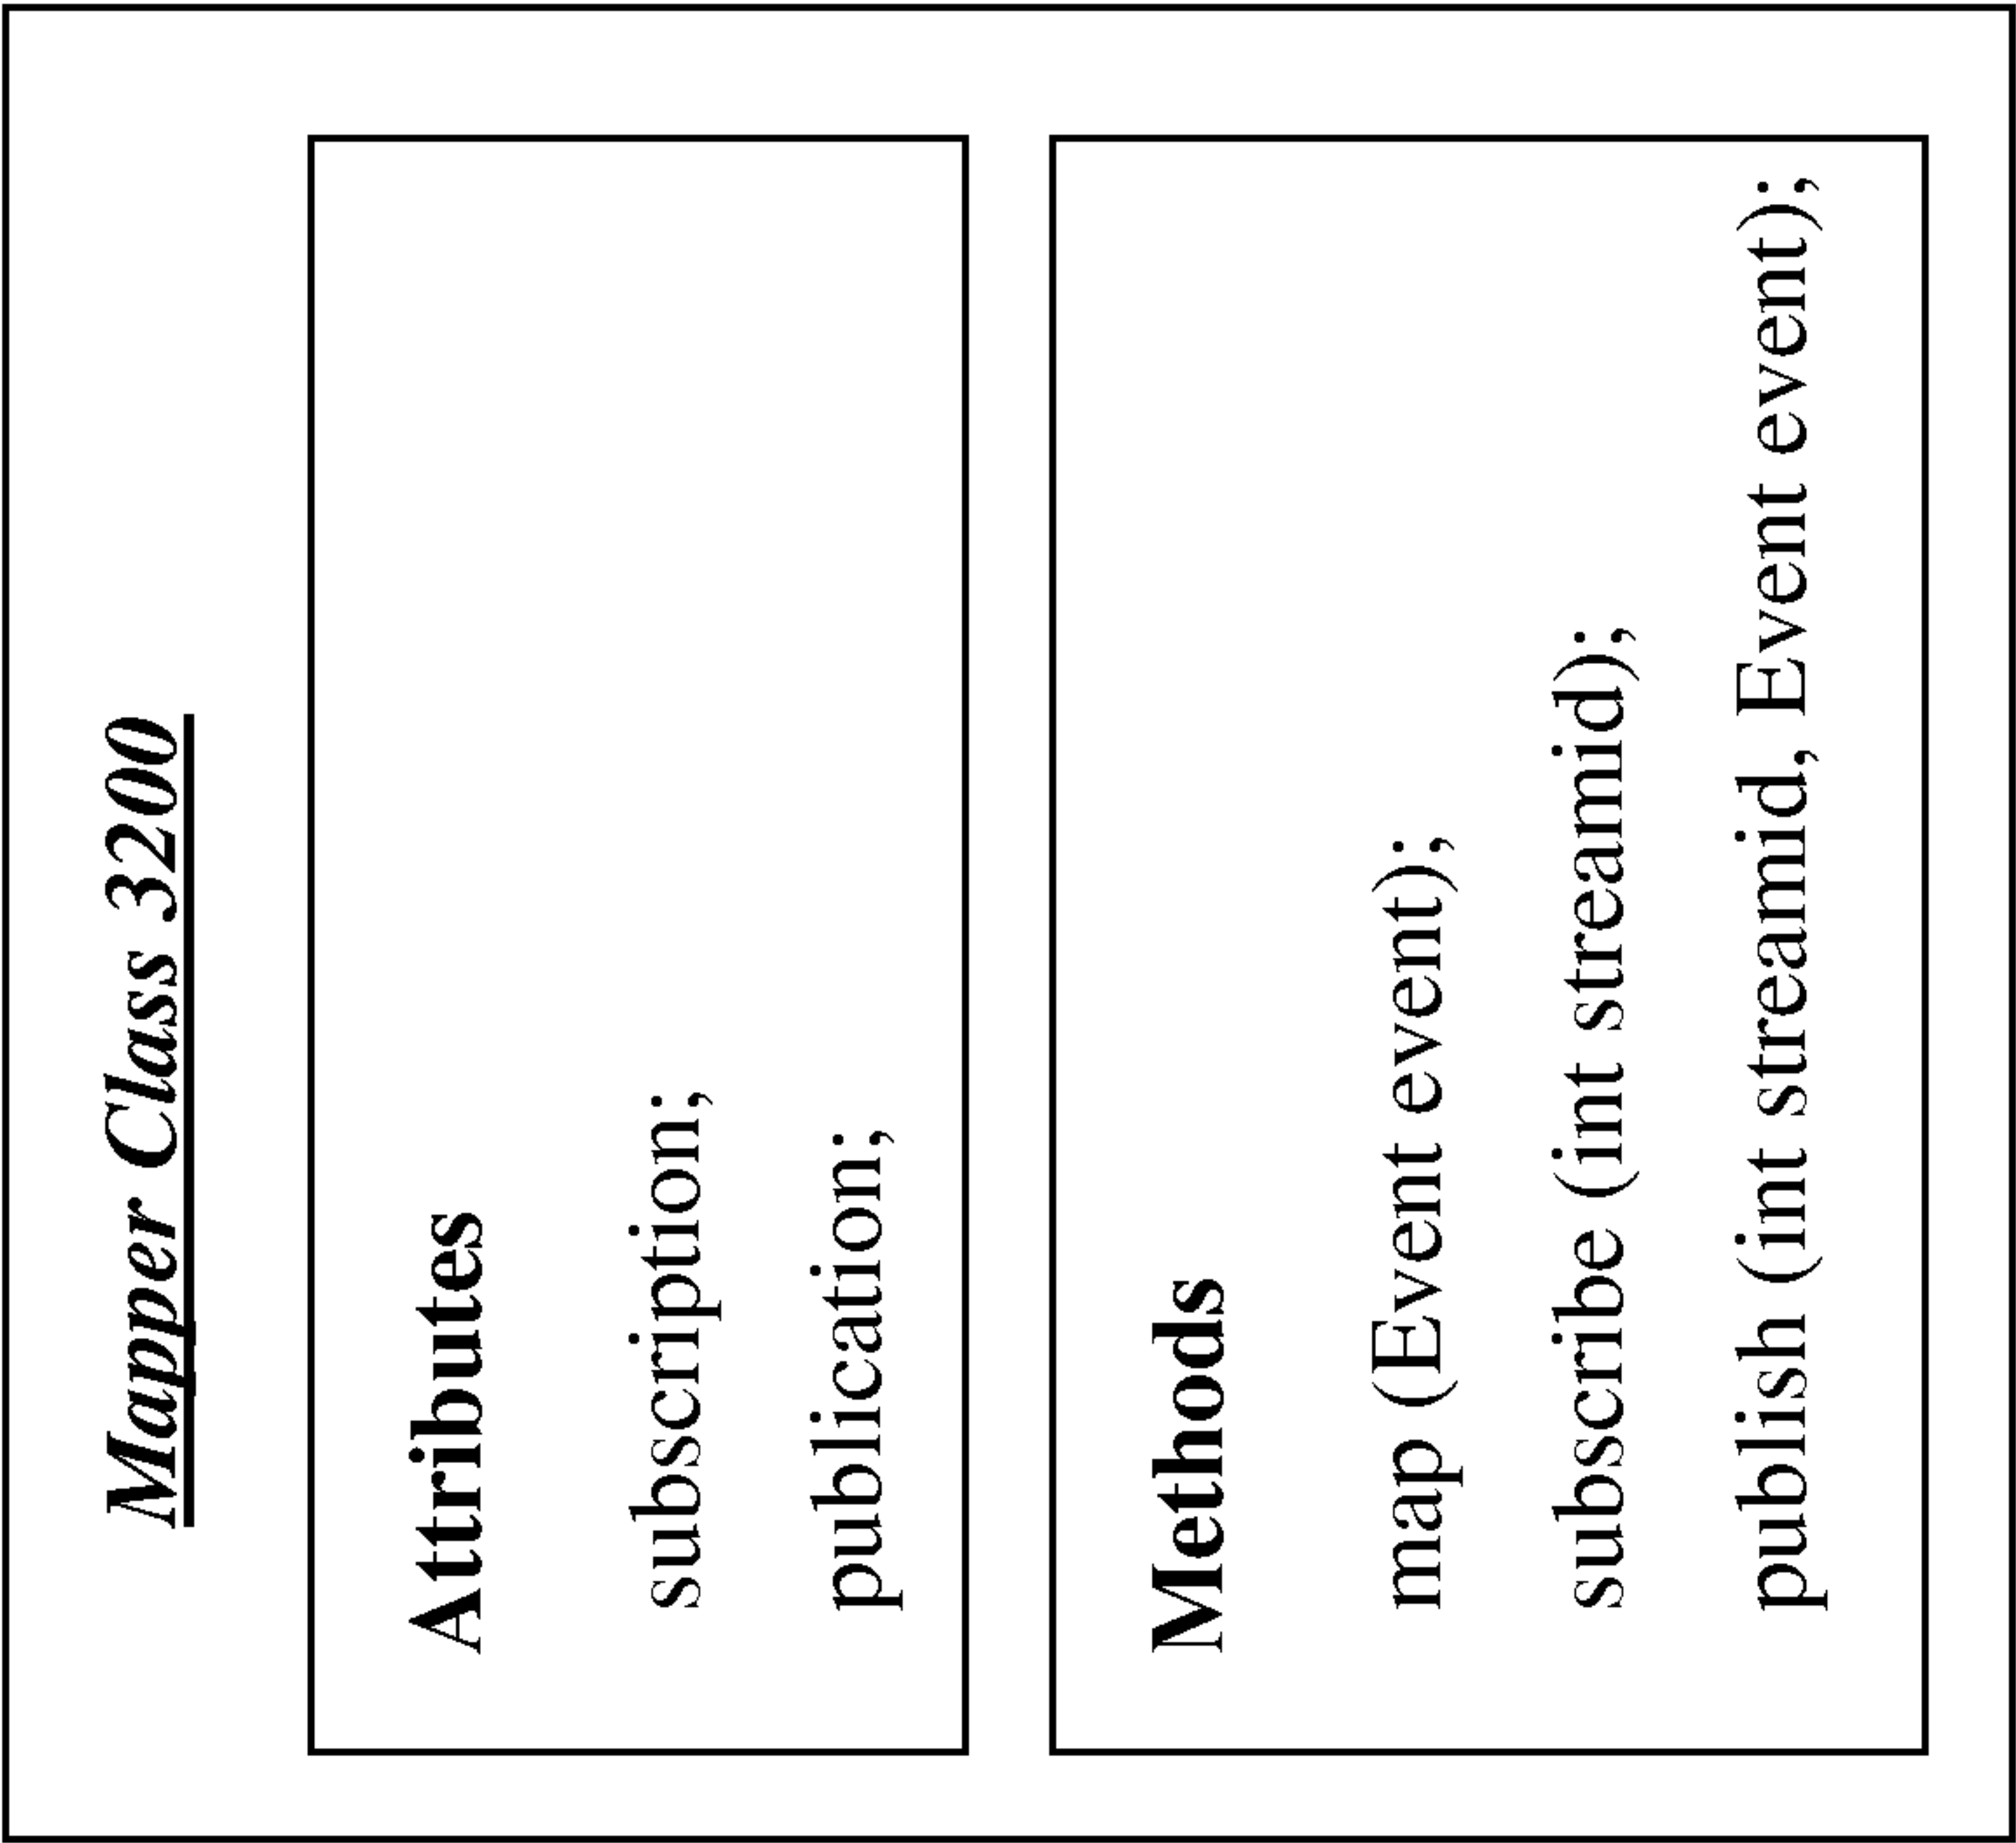 Mapper Class 3200
Attributes
subscription;
publication;
Methods
map (Event event);
subscribe (int streamid);
publish (int streamid, Event event);